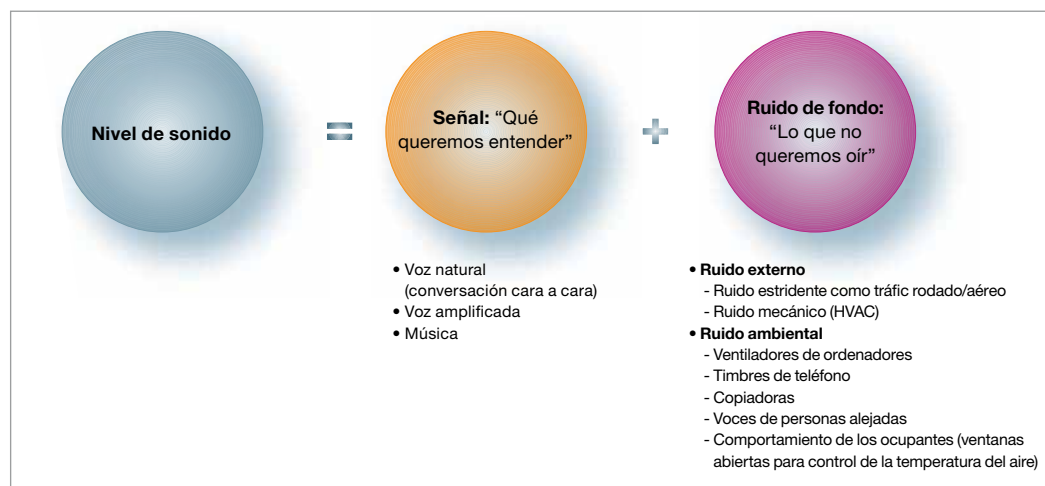 Nivel de sonido
=
Señal: “Qué
queremos entender”
+
Ruido de fondo:
“Lo que no
queremos oír”
• Voz natural
(conversación cara a cara)
• Voz amplificada
• Música
• Ruido externo
- Ruido estridente como tráfic rodado/aéreo
- Ruido mecánico (HVAC)
• Ruido ambiental
- Ventiladores de ordenadores
- Timbres de teléfono
- Copiadoras
- Voces de personas alejadas
- Comportamiento de los ocupantes (ventanas
abiertas para control de la temperatura del aire)